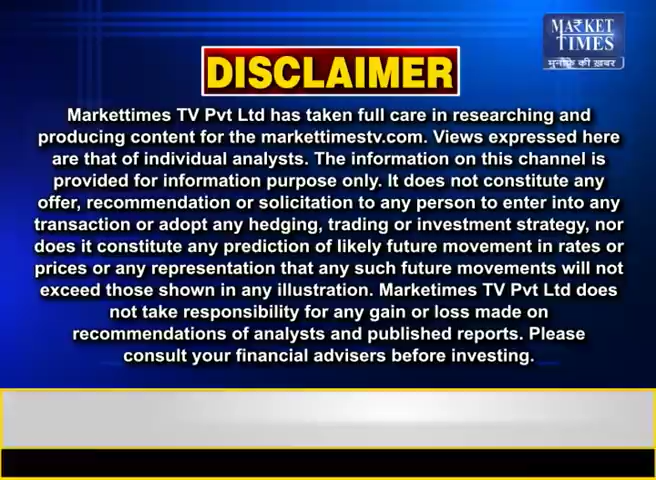 MARKET
TIMES
मुनाफ़े की ख़बर
DISCLAIMER
Markettimes TV Pvt Ltd has taken full care in researching and
producing content for the markettimestv.com. Views expressed here
are that of individual analysts. The information on this channel is
provided for information purpose only. It does not constitute any
offer, recommendation or solicitation to any person to enter into any
transaction or adopt any hedging, trading or investment strategy, nor
does it constitute any prediction of likely future movement in rates or
prices or any representation that any such future movements will not
exceed those shown in any illustration. Marketimes TV Pvt Ltd does
not take responsibility for any gain or loss made on
recommendations of analysts and published reports. Please
consult your financial advisers before investing.